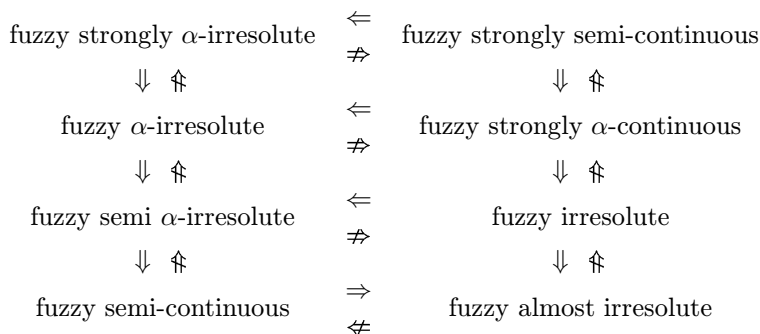 fuzzy strongly α-irresolute ⇐ ⇏ fuzzy strongly semi-continuous
⇓ ⇑̸ ⇓ ⇑̸
fuzzy α-irresolute ⇐ ⇏ fuzzy strongly α-continuous
⇓ ⇑̸ ⇓ ⇑̸
fuzzy semi α-irresolute ⇐ ⇏ fuzzy irresolute
⇓ ⇑̸ ⇓ ⇑̸
fuzzy semi-continuous ⇒ ⇍ fuzzy almost irresolute